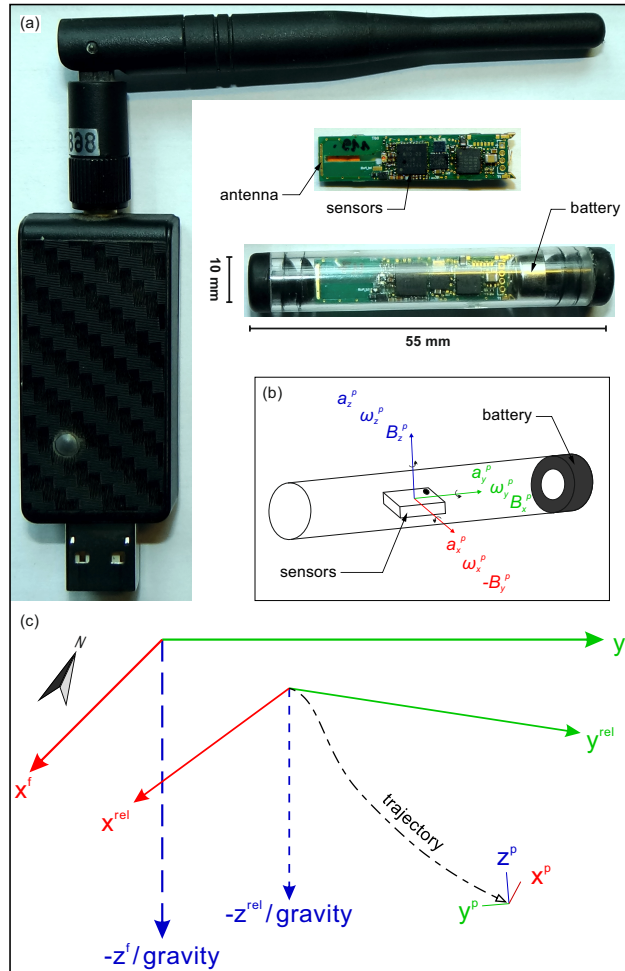 (a)
898
antenna
sensors
battery
10 mm
55 mm
(b)
a_z^p
ω_z^p
B_z^p
battery
a_y^p
ω_y^p
B_x^p
a_x^p
ω_x^p
-B_y^p
sensors
(c)
N
y
x^f
y^rel
x^rel
trajectory
z^p
x^p
y^p
-z^rel/gravity
-z^f/gravity